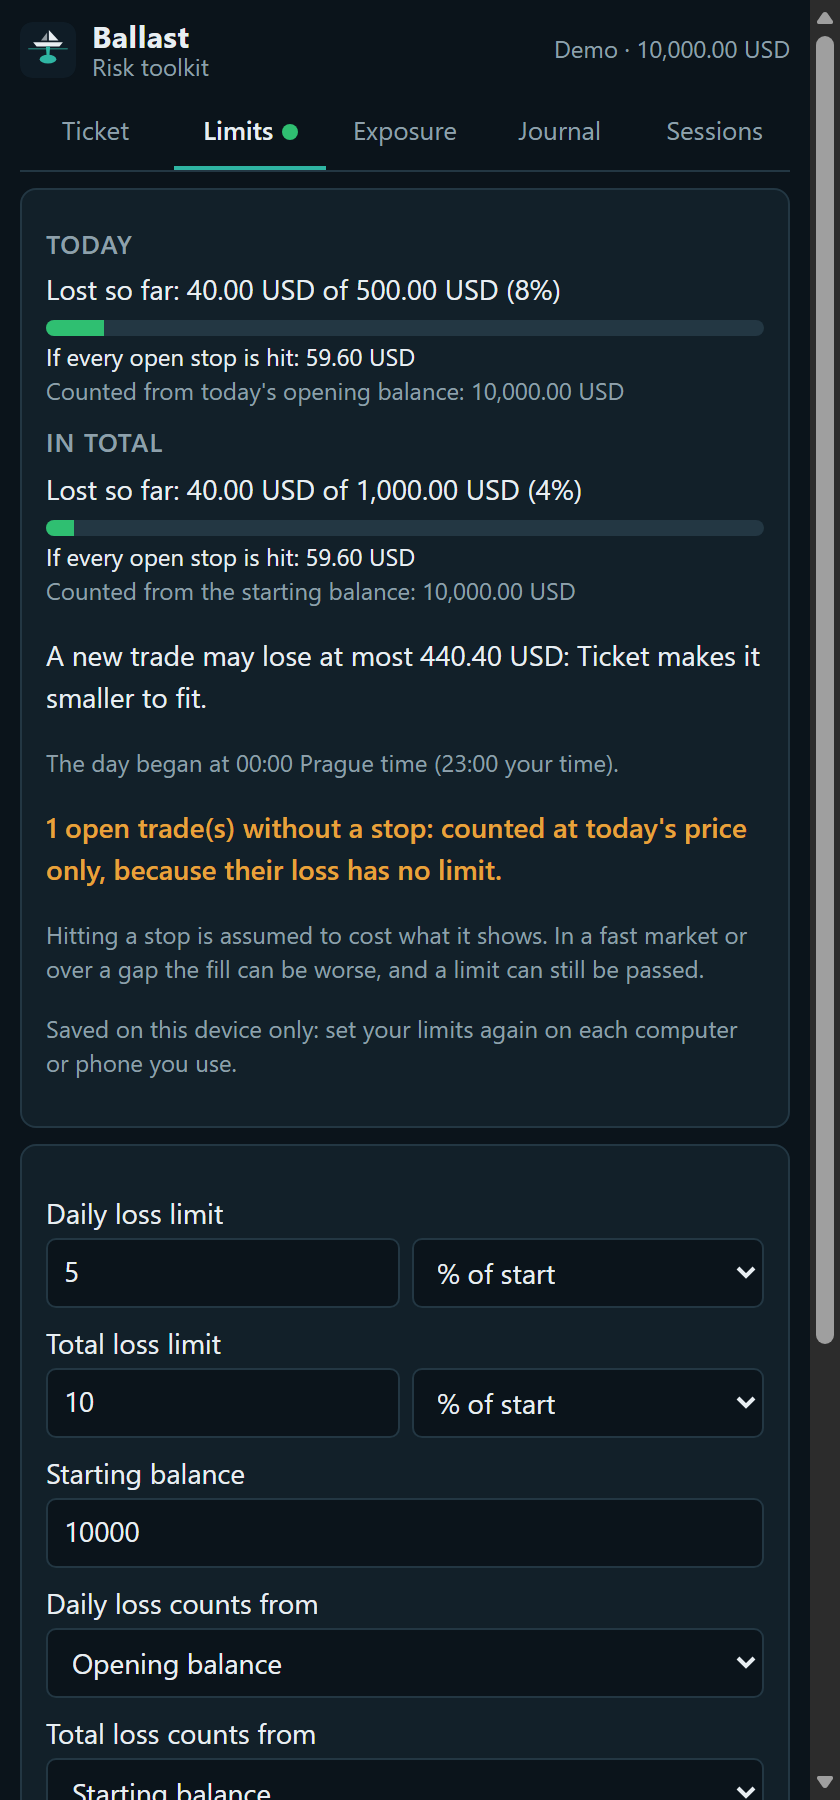 Ballast
Risk toolkit
Demo · 10,000.00 USD
Ticket
Limits
Exposure
Journal
Sessions
TODAY
Lost so far: 40.00 USD of 500.00 USD (8%)
If every open stop is hit: 59.60 USD
Counted from today's opening balance: 10,000.00 USD
IN TOTAL
Lost so far: 40.00 USD of 1,000.00 USD (4%)
If every open stop is hit: 59.60 USD
Counted from the starting balance: 10,000.00 USD
A new trade may lose at most 440.40 USD: Ticket makes it
smaller to fit.
The day began at 00:00 Prague time (23:00 your time).
1 open trade(s) without a stop: counted at today's price
only, because their loss has no limit.
Hitting a stop is assumed to cost what it shows. In a fast market or
over a gap the fill can be worse, and a limit can still be passed.
Saved on this device only: set your limits again on each computer
or phone you use.
Daily loss limit
5
% of start
Total loss limit
10
% of start
Starting balance
10000
Daily loss counts from
Opening balance
Total loss counts from
Starting balance